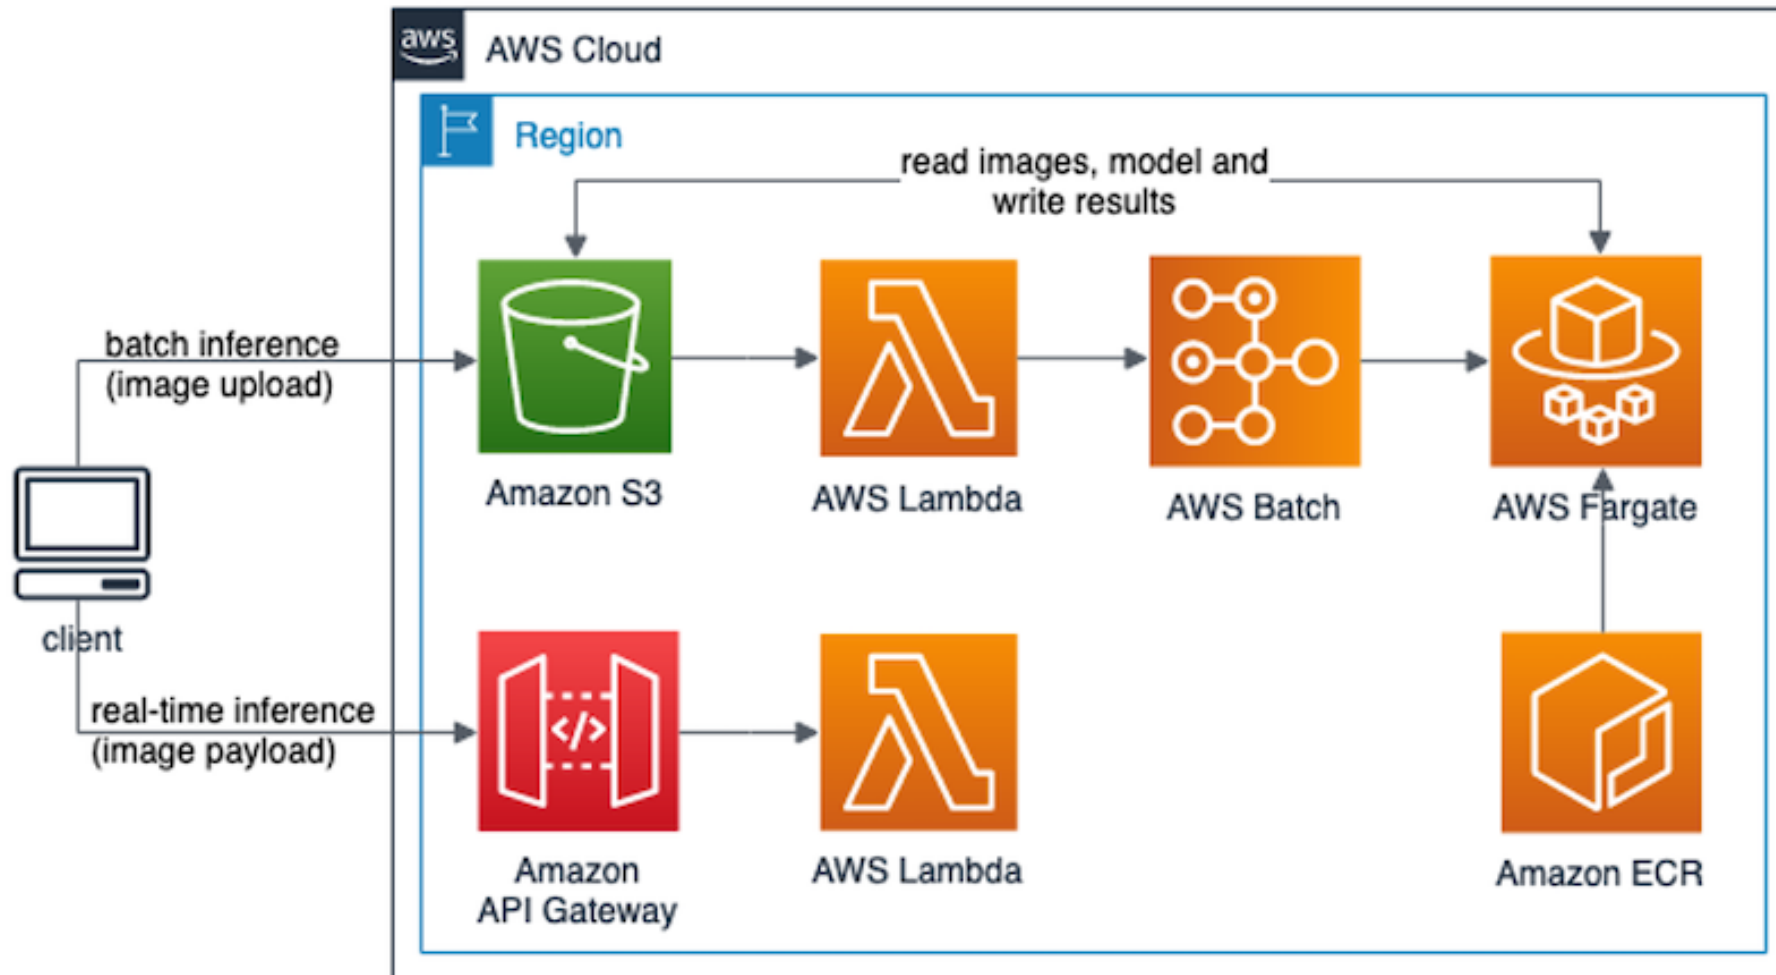 aws
AWS Cloud
Region
read images, model and
write results
batch inference
(image upload)
Amazon S3
AWS Lambda
AWS Batch
AWS Fargate
client
real-time inference
(image payload)
</>
Amazon
API Gateway
AWS Lambda
Amazon ECR